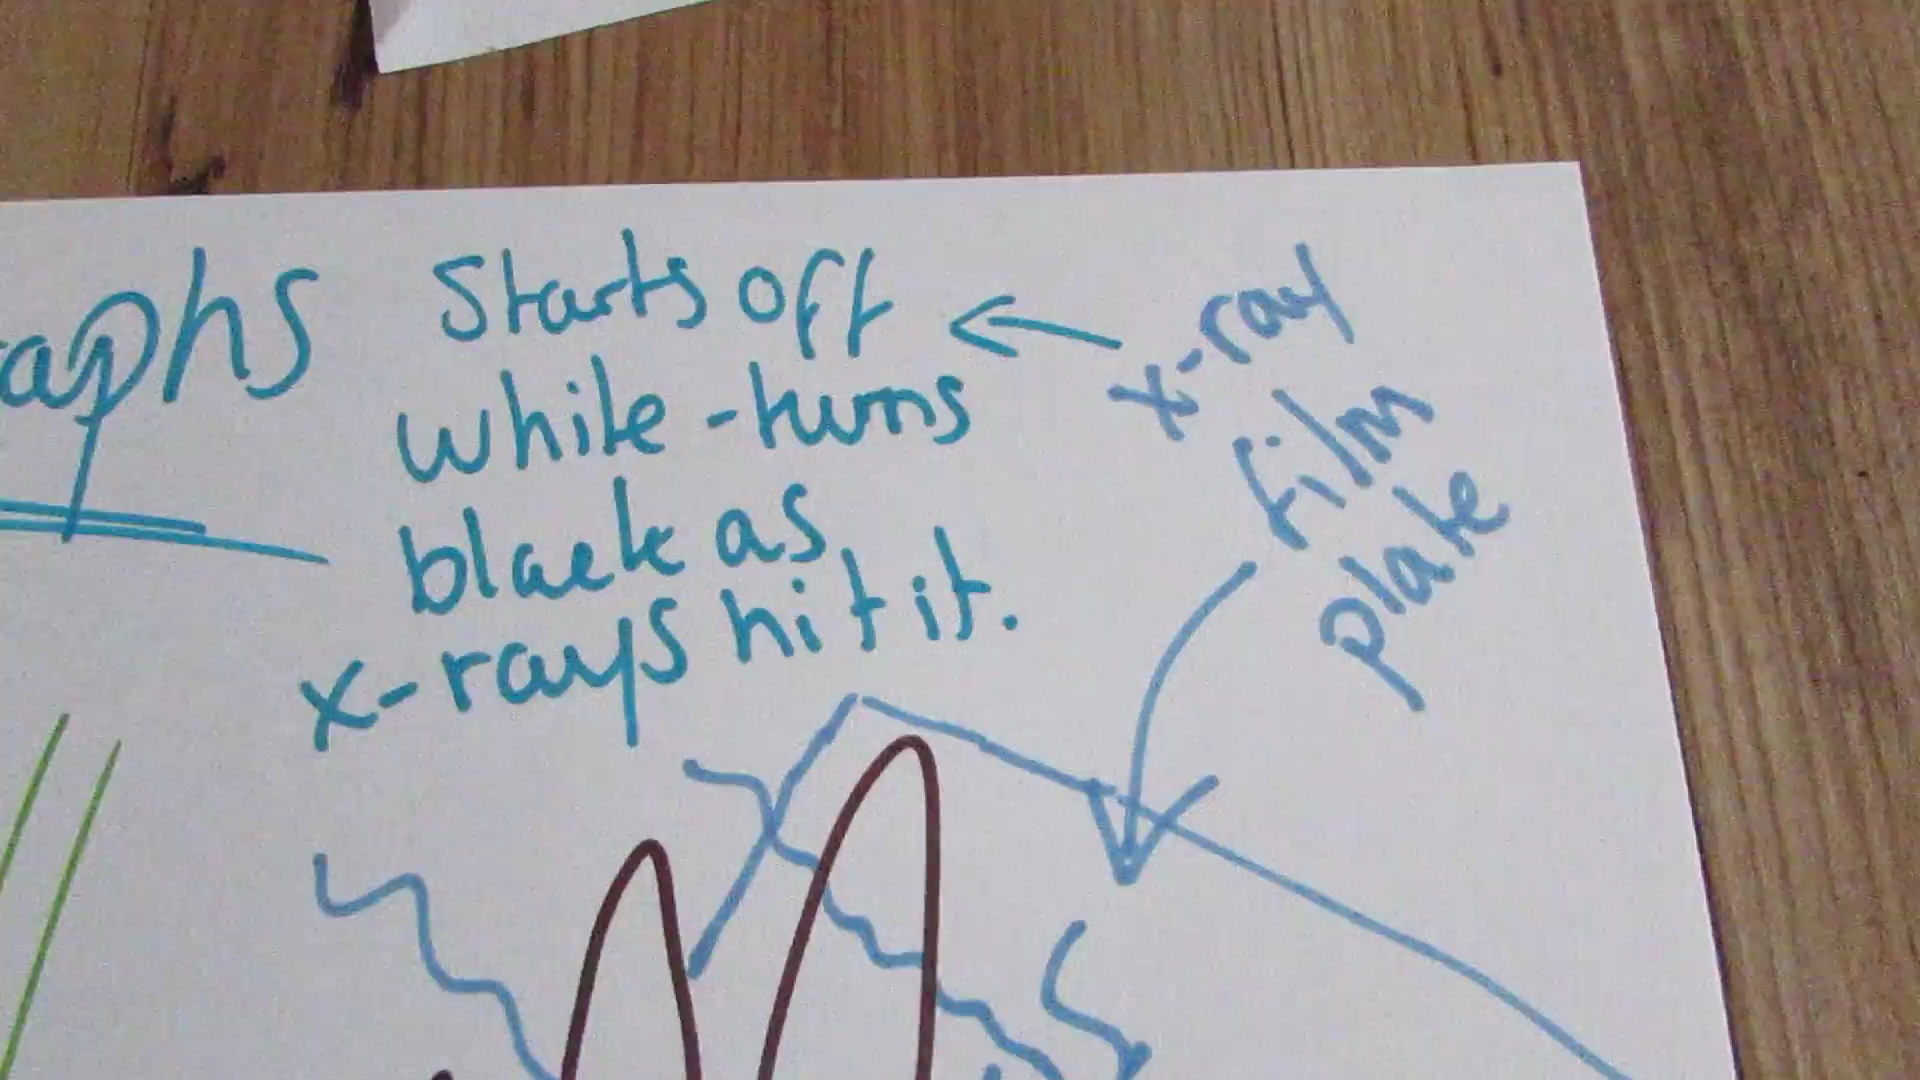 aphs
Starts off
white - turns
black as
x-rays hit it.
x-ray
film
plate